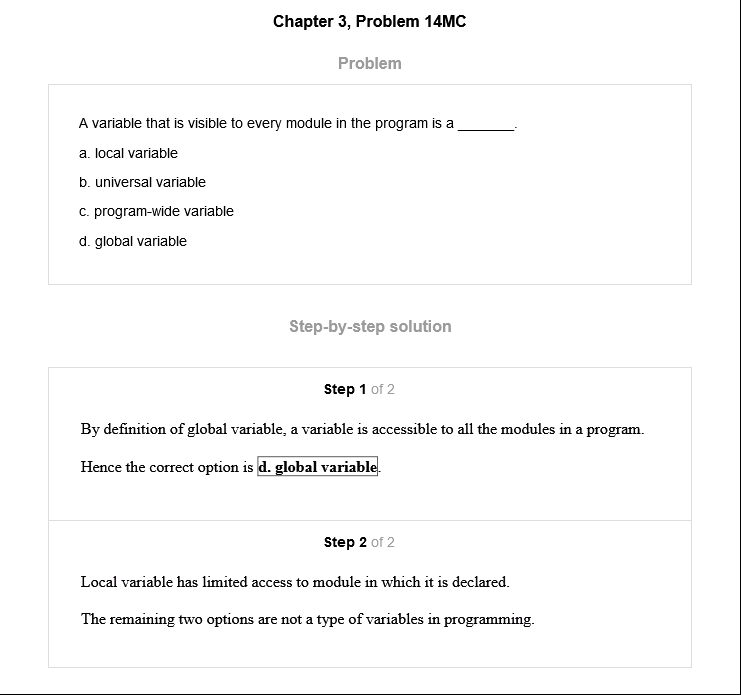 Chapter 3, Problem 14MC
Problem
A variable that is visible to every module in the program is a _______.
a. local variable
b. universal variable
c. program-wide variable
d. global variable
Step-by-step solution
Step 1 of 2
By definition of global variable, a variable is accessible to all the modules in a program.
Hence the correct option is d. global variable.
Step 2 of 2
Local variable has limited access to module in which it is declared.
The remaining two options are not a type of variables in programming.